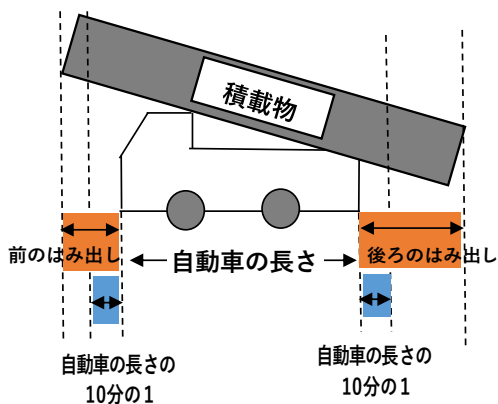 積載物
前のはみ出し
自動車の長さ
後ろのはみ出し
自動車の長さの
10分の1
自動車の長さの
10分の1